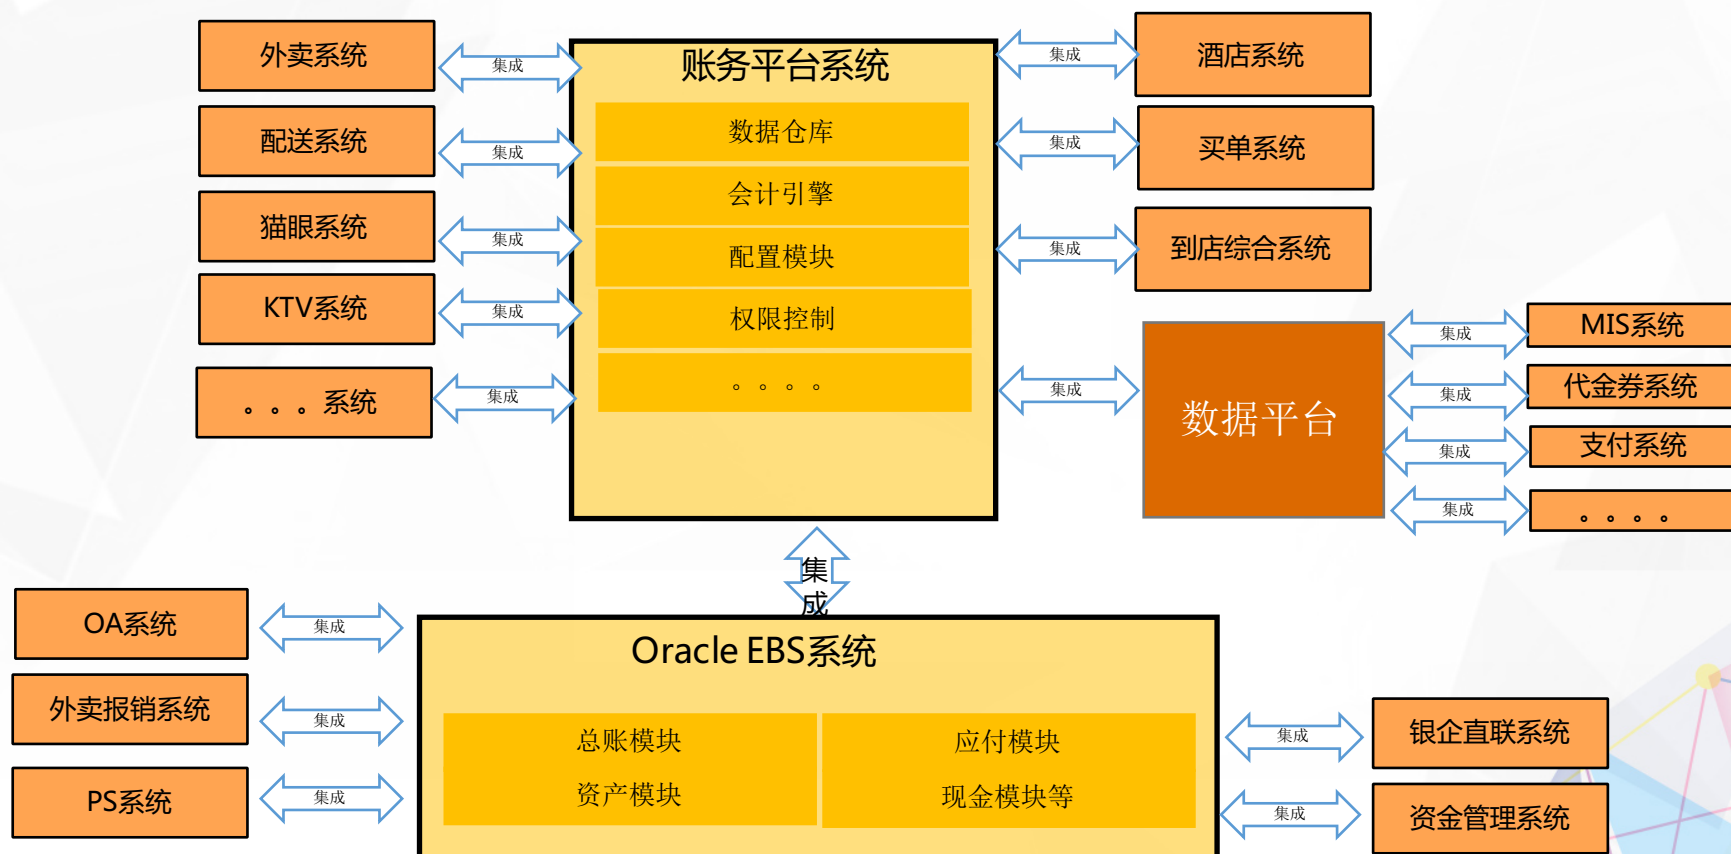 外卖系统
集成
账务平台系统
集成
酒店系统
配送系统
集成
数据仓库
集成
买单系统
会计引擎
猫眼系统
集成
配置模块
集成
到店综合系统
KTV系统
集成
权限控制
集成
MIS系统
。。。系统
集成
。。。。
集成
数据平台
集成
代金券系统
集成
支付系统
集成
。。。。
集
成
OA系统
集成
Oracle EBS系统
外卖报销系统
集成
总账模块
应付模块
集成
银企直联系统
PS系统
集成
资产模块
现金模块等
集成
资金管理系统